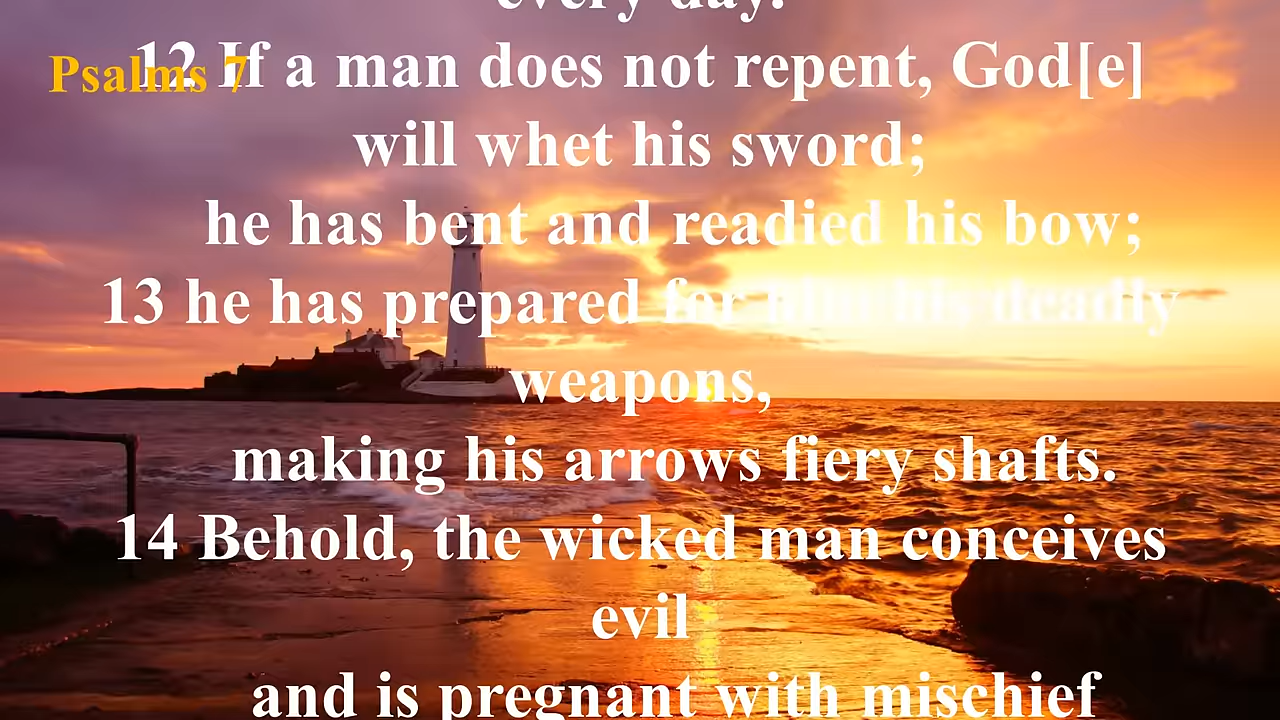 every day.
Psalms 7
12 If a man does not repent, God[e]
will whet his sword;
he has bent and readied his bow;
13 he has prepared for him his deadly
weapons,
making his arrows fiery shafts.
14 Behold, the wicked man conceives
evil
and is pregnant with mischief